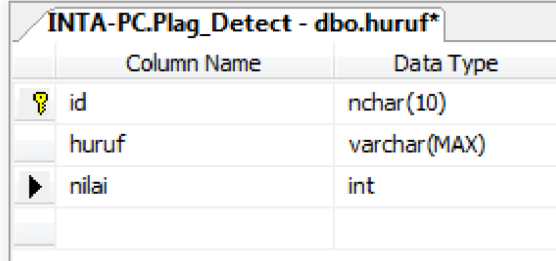 INTA-PC.Plag_Detect - dbo.huruf*
Column Name Data Type
id nchar(10)
huruf varchar(MAX)
nilai int